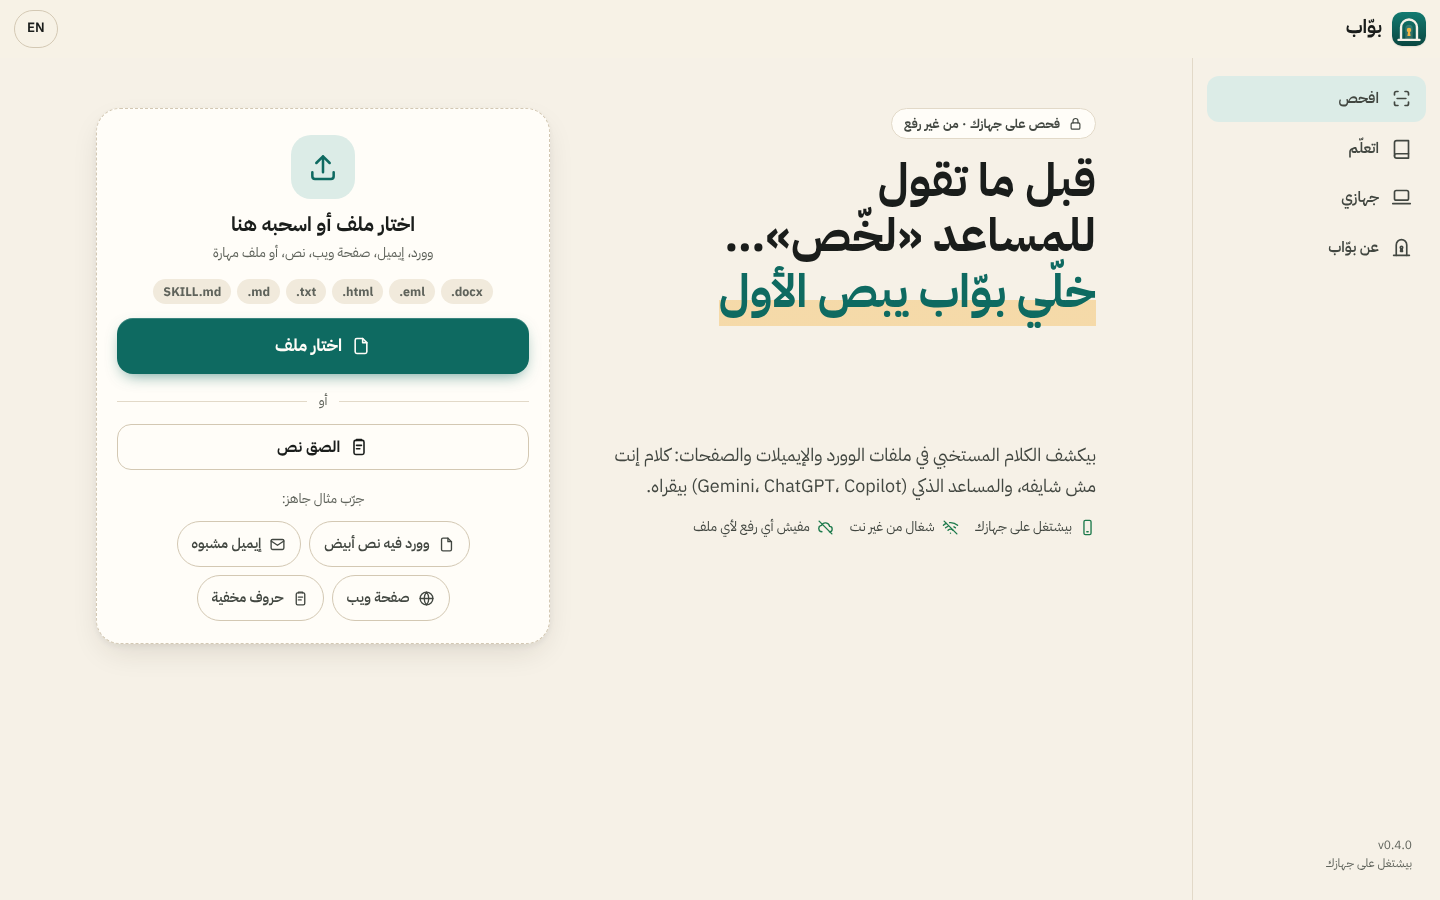 بوّاب
EN
افحص
اتعلّم
جهازي
عن بوّاب
v0.4.0
بيشتغل على جهازك
فحص على جهازك · من غير رفع
قبل ما تقول
للمساعد «لخّص»...
خلّي بوّاب يبص الأول
بيكشف الكلام المستخبي في ملفات الوورد والإيميلات والصفحات: كلام إنت
مش شايفه، والمساعد الذكي (Gemini، ChatGPT، Copilot) بيقراه.
بيشتغل على جهازك
شغال من غير نت
مفيش أي رفع لأي ملف
اختار ملف أو اسحبه هنا
وورد، إيميل، صفحة ويب، نص، أو ملف مهارة
.docx
.eml
.html
.txt
.md
SKILL.md
اختار ملف
أو
الصق نص
جرّب مثال جاهز:
وورد فيه نص أبيض
إيميل مشبوه
صفحة ويب
حروف مخفية